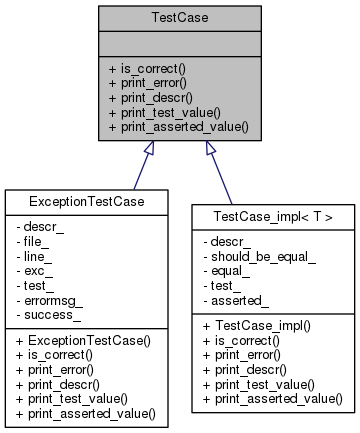 TestCase
+ is_correct()
+ print_error()
+ print_descr()
+ print_test_value()
+ print_asserted_value()
ExceptionTestCase
- descr_
- file_
- line_
- exc_
- test_
- errormsg_
- success_
+ ExceptionTestCase()
+ is_correct()
+ print_error()
+ print_descr()
+ print_test_value()
+ print_asserted_value()
TestCase_impl< T >
- descr_
- should_be_equal_
- equal_
- test_
- asserted_
+ TestCase_impl()
+ is_correct()
+ print_error()
+ print_descr()
+ print_test_value()
+ print_asserted_value()